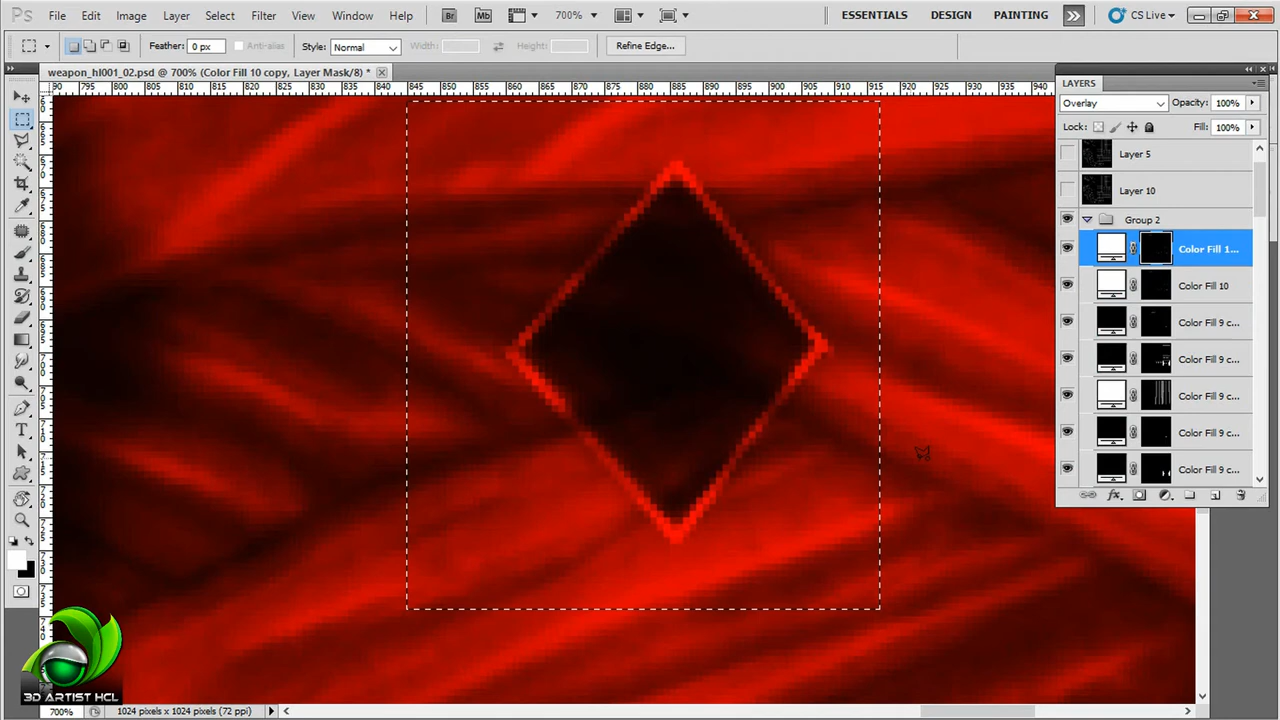 Ps File Edit Image Layer Select Filter View Window Help Br Mb 700% ESSENTIALS DESIGN PAINTING CS Live
Feather: 0 px Anti-alias Style: Normal Width: Height: Refine Edge...
weapon_hl001_02.psd @ 700% (Color Fill 10 copy, Layer Mask/8) *
90 795 800 805 810 815 820 825 830 835 840 845 850 855 860 865 870 875 880 885 890 895 900 905 910 915 920 925 930 935 940
LAYERS
Overlay Opacity: 100%
Lock: Fill: 100%
Layer 5
Layer 10
Group 2
Color Fill 1...
Color Fill 10
Color Fill 9 c...
Color Fill 9 c...
Color Fill 9 c...
Color Fill 9 c...
Color Fill 9 c...
3D ARTIST HCL
700% 1024 pixels x 1024 pixels (72 ppi)